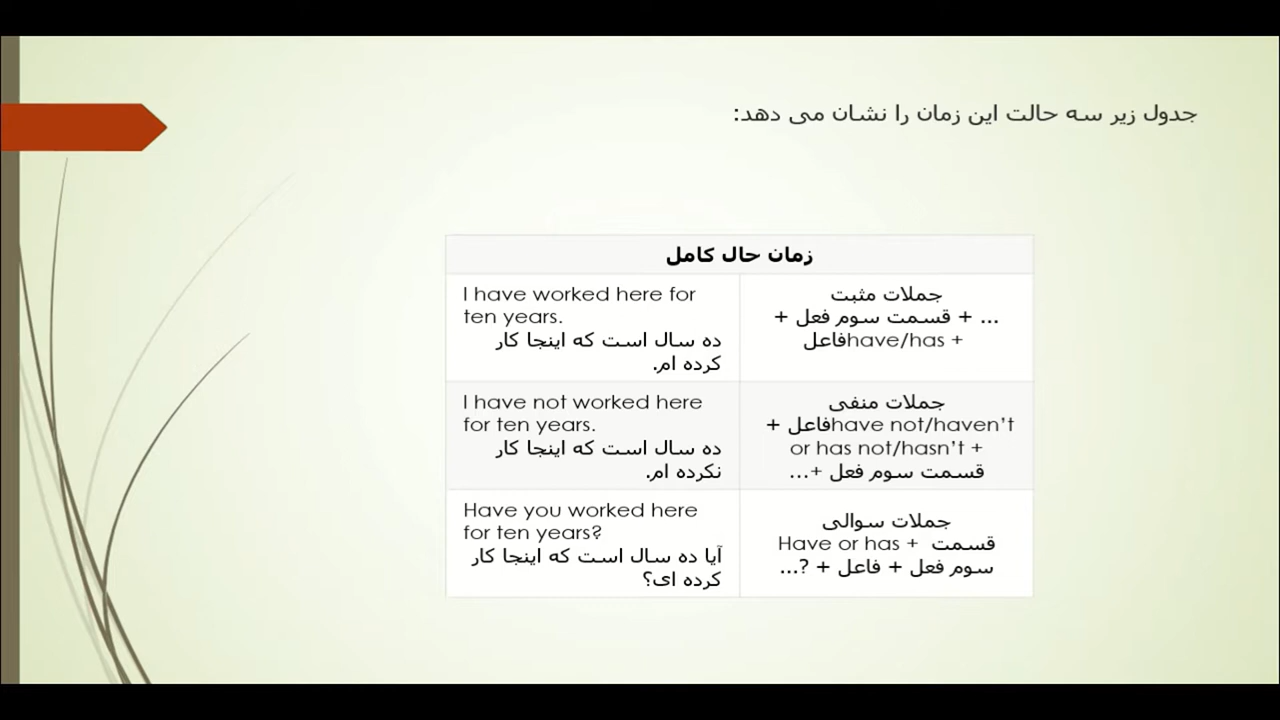 جدول زیر سه حالت این زمان را نشان می دهد:
زمان حال کامل
I have worked here for
ten years.
ده سال است که اینجا کار
کرده ام.
جملات مثبت
... + قسمت سوم فعل +
فاعلhave/has +
I have not worked here
for ten years.
ده سال است که اینجا کار
نکرده ام.
جملات منفی
فاعلhave not/haven’t +
or has not/hasn’t +
قسمت سوم فعل +...
Have you worked here
for ten years?
آیا ده سال است که اینجا کار
کرده ای؟
جملات سوالی
Have or has + قسمت
سوم فعل + فاعل + ?...